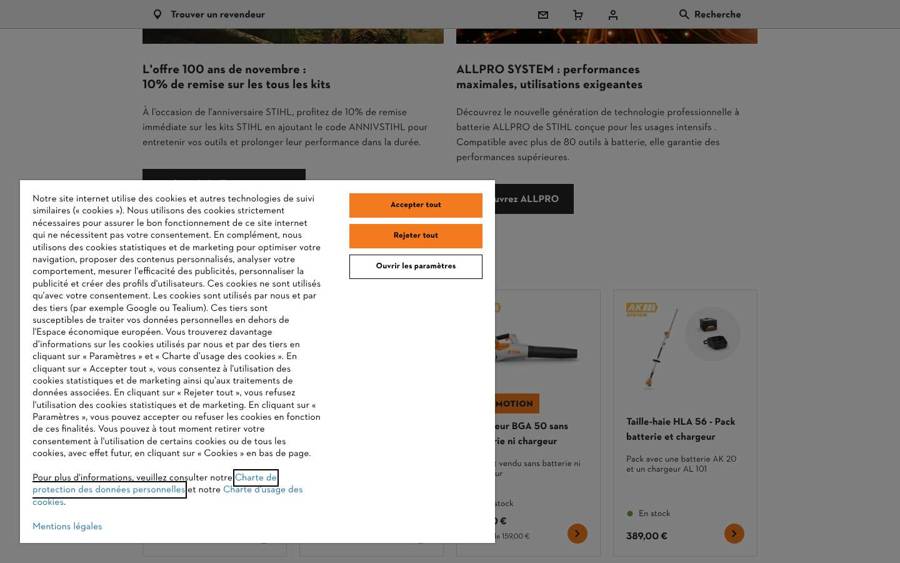 Trouver un revendeur
Recherche
L'offre 100 ans de novembre :
10% de remise sur les tous les kits
À l'occasion de l'anniversaire STIHL, profitez de 10% de remise
immédiate sur les kits STIHL en ajoutant le code ANNIVSTIHL pour
entretenir vos outils et prolonger leur performance dans la durée.
ALLPRO SYSTEM : performances
maximales, utilisations exigeantes
Découvrez le nouvelle génération de technologie professionnelle à
batterie ALLPRO de STIHL conçue pour les usages intensifs .
Compatible avec plus de 80 outils à batterie, elle garantie des
performances supérieures.
uvrez ALLPRO
Notre site internet utilise des cookies et autres technologies de suivi
similaires (« cookies »). Nous utilisons des cookies strictement
nécessaires pour assurer le bon fonctionnement de ce site internet
qui ne nécessitent pas votre consentement. En complément, nous
utilisons des cookies statistiques et de marketing pour optimiser votre
navigation, proposer des contenus personnalisés, analyser votre
comportement, mesurer l'efficacité des publicités, personnaliser la
publicité et créer des profils d'utilisateurs. Ces cookies ne sont utilisés
qu'avec votre consentement. Les cookies sont utilisés par nous et par
des tiers (par exemple Google ou Tealium). Ces tiers sont
susceptibles de traiter vos données personnelles en dehors de
l'Espace économique européen. Vous trouverez davantage
d'informations sur les cookies utilisés par nous et par des tiers en
cliquant sur « Paramètres » et « Charte d'usage des cookies ». En
cliquant sur « Accepter tout », vous consentez à l'utilisation des
cookies statistiques et de marketing ainsi qu'aux traitements de
données associées. En cliquant sur « Rejeter tout », vous refusez
l'utilisation des cookies statistiques et de marketing. En cliquant sur «
Paramètres », vous pouvez accepter ou refuser les cookies en fonction
de ces finalités. Vous pouvez à tout moment retirer votre
consentement à l'utilisation de certains cookies ou de tous les
cookies, avec effet futur, en cliquant sur « Cookies » en bas de page.
Pour plus d'informations, veuillez consulter notre Charte de
protection des données personnelles et notre Charte d'usage des
cookies.
Mentions légales
Accepter tout
Rejeter tout
Ouvrir les paramètres
MOTION
eur BGA 50 sans
rie ni chargeur
vendu sans batterie ni
ur
stock
0 €
de 159,00 €
AK
SYSTEM
Taille-haie HLA 56 - Pack
batterie et chargeur
Pack avec une batterie AK 20
et un chargeur AL 101
En stock
389,00 €